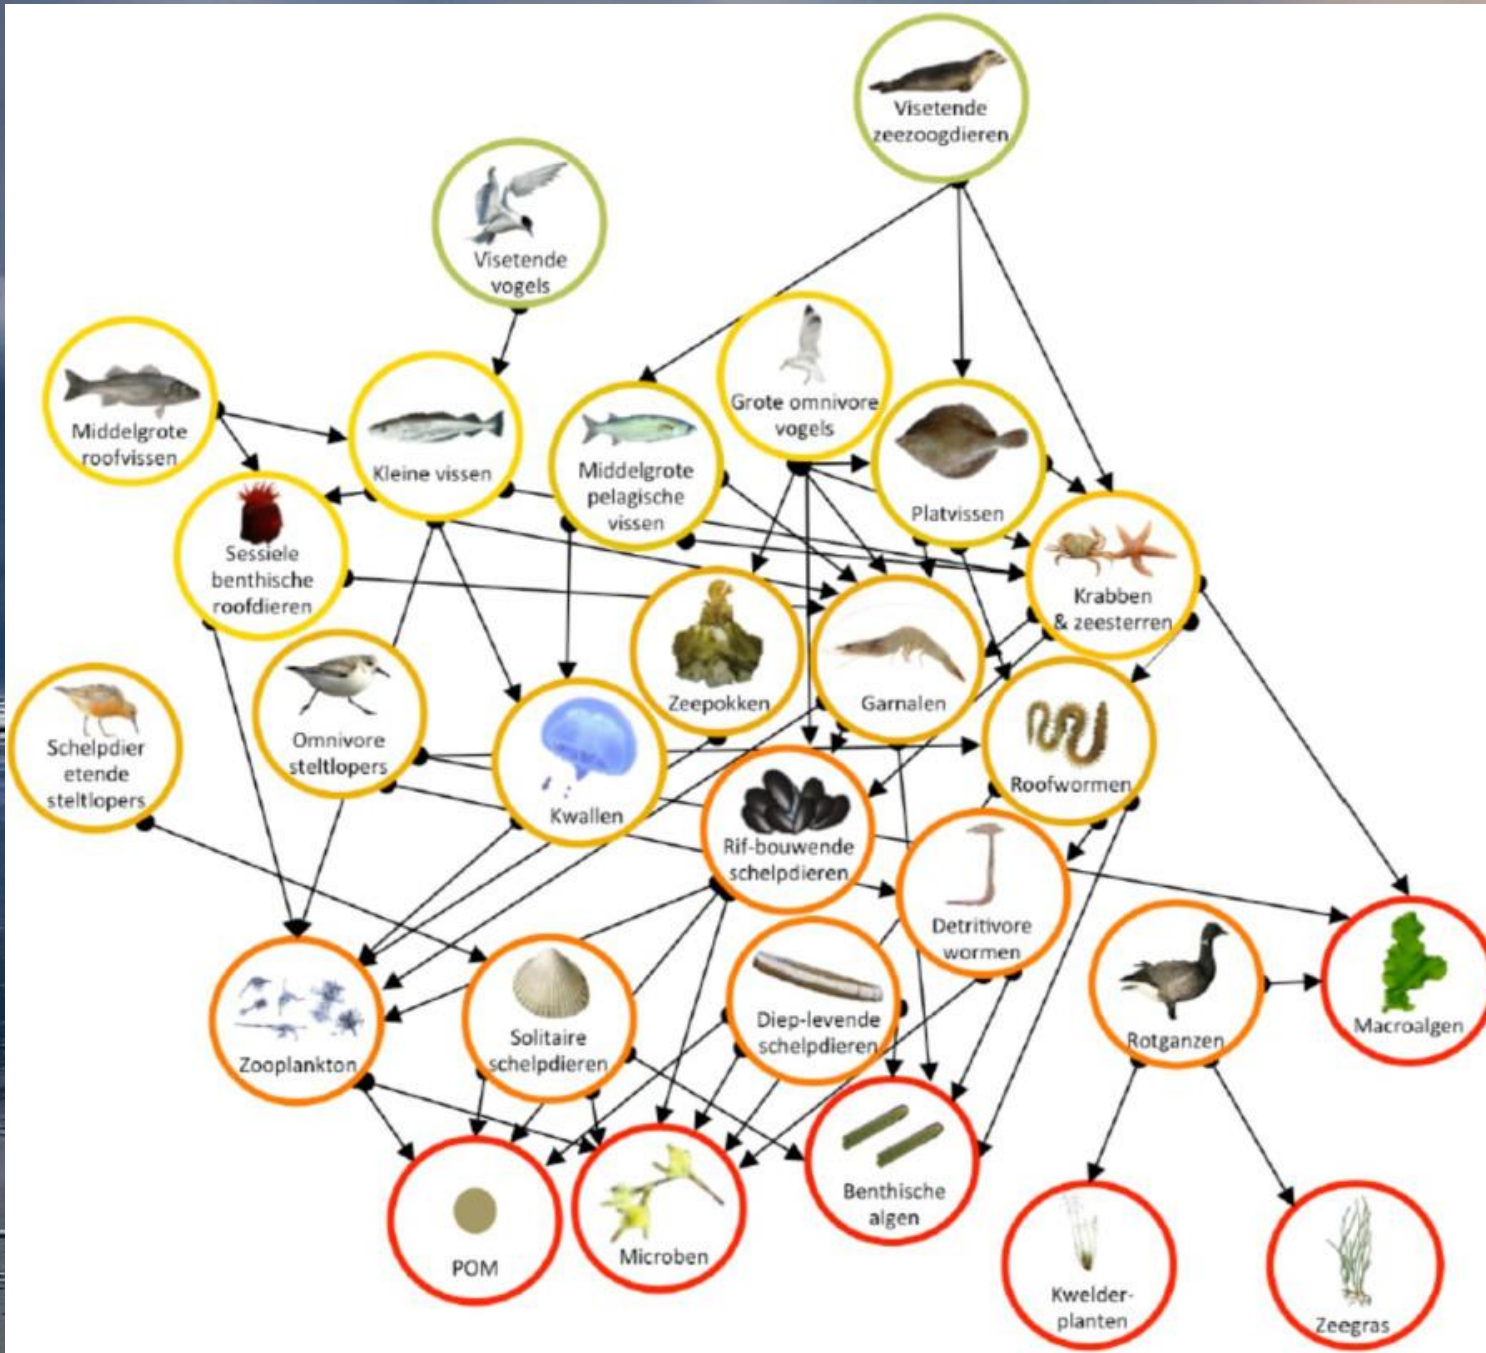 Visetende
zeezoogdieren
Visetende
vogels
Grote omnivore
vogels
Middelgrote
roofvissen
Kleine vissen
Middelgrote
pelagische
vissen
Platvissen
Sessiele
benthische
roofdieren
Krabben
& zeesterren
Zeepokken
Garnalen
Schelpdier
etende
steltlopers
Omnivore
steltlopers
Kwallen
Roofwormen
Rif-bouwende
schelpdieren
Detritivore
wormen
Zooplankton
Solitaire
schelpdieren
Diep-levende
schelpdieren
Rotganzen
Macroalgen
POM
Microben
Benthische
algen
Kwelder-
planten
Zeegras